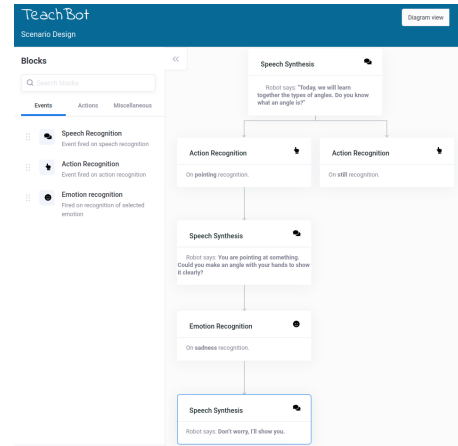 TeachBot
Scenario Design
Diagram view
Blocks
Search blocks
Events Actions Miscellaneous
Speech Recognition
Event fired on speech recognition
Action Recognition
Event fired on action recognition
Emotion recognition
Fired on recognition of selected
emotion
Speech Synthesis
Robot says: "Today, we will learn
together the types of angles. Do you know
what an angle is?"
Action Recognition
On pointing recognition.
Action Recognition
On still recognition.
Speech Synthesis
Robot says: You are pointing at something.
Could you make an angle with your hands to show
it clearly?
Emotion Recognition
On sadness recognition.
Speech Synthesis
Robot says: Don't worry, I'll show you.